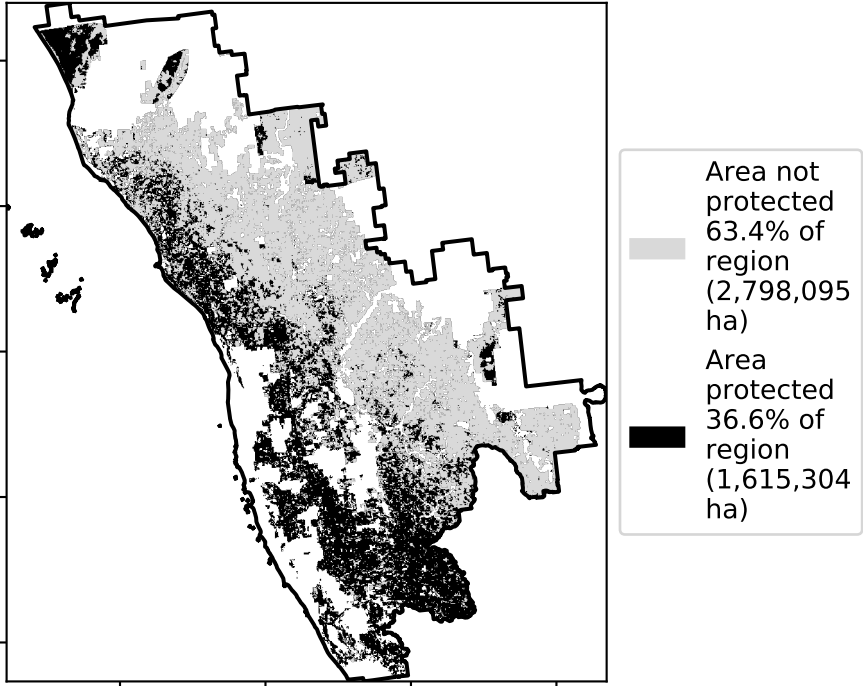 Area not
protected
63.4% of
region
(2,798,095
ha)
Area
protected
36.6% of
region
(1,615,304
ha)